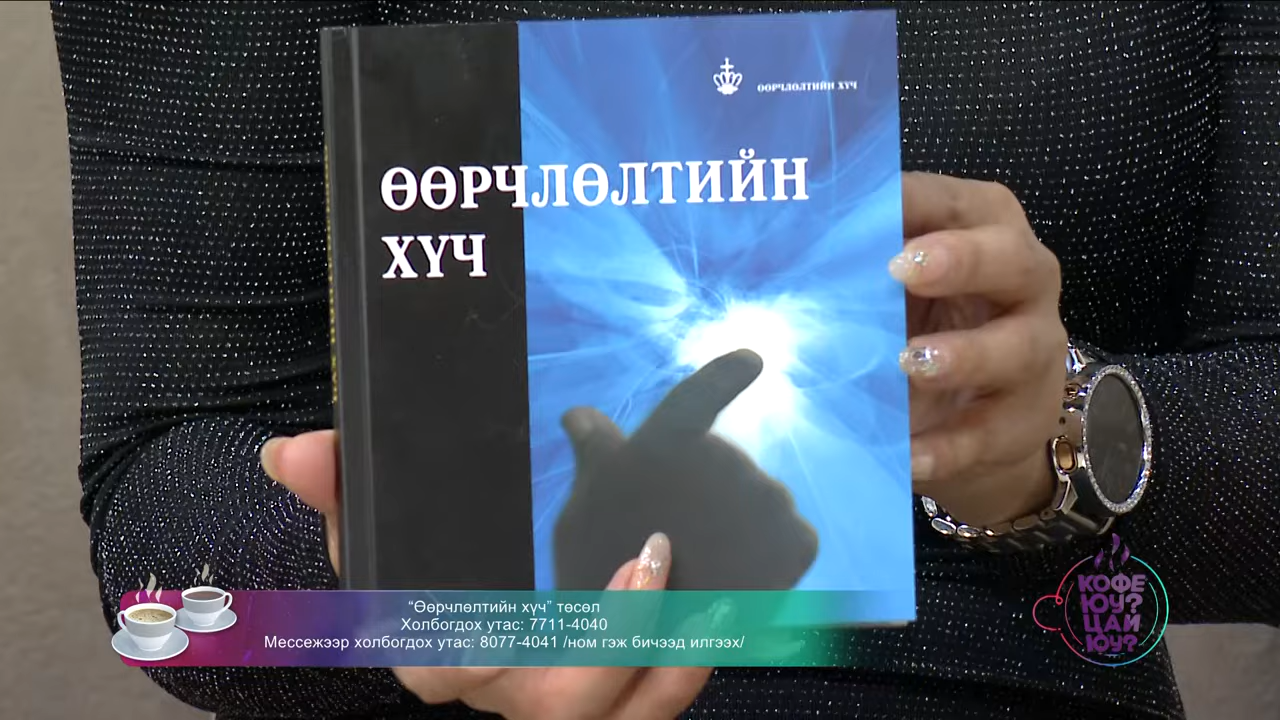 ӨӨРЧЛӨЛТИЙН ХҮЧ
ӨӨРЧЛӨЛТИЙН
ХҮЧ
“Өөрчлөлтийн хүч” төсөл
Холбогдох утас: 7711-4040
Мессежээр холбогдох утас: 8077-4041 /ном гэж бичээд илгээх/
КОФЕ
ЮУ?
ЦАЙ
ЮУ?